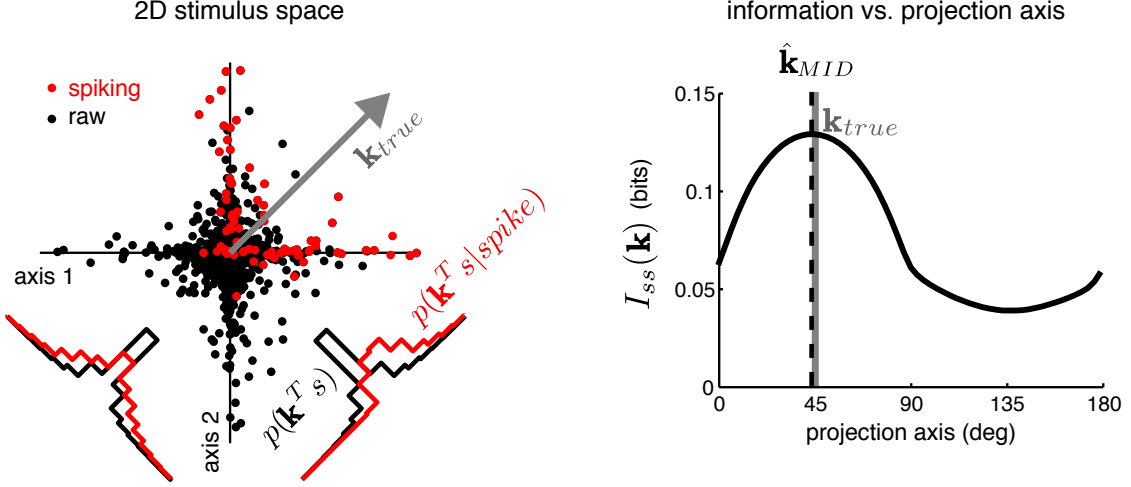 2D stimulus space
spiking
raw
k_true
axis 1
axis 2
p(k^T s|spike)
p(k^T s)
information vs. projection axis
k̂_MID
k_true
I_ss(k) (bits)
0.15
0.1
0.05
0
0 45 90 135 180
projection axis (deg)